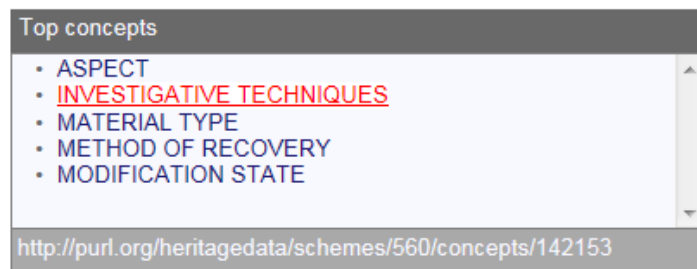 Top concepts
• ASPECT
• INVESTIGATIVE TECHNIQUES
• MATERIAL TYPE
• METHOD OF RECOVERY
• MODIFICATION STATE
http://purl.org/heritagedata/schemes/560/concepts/142153